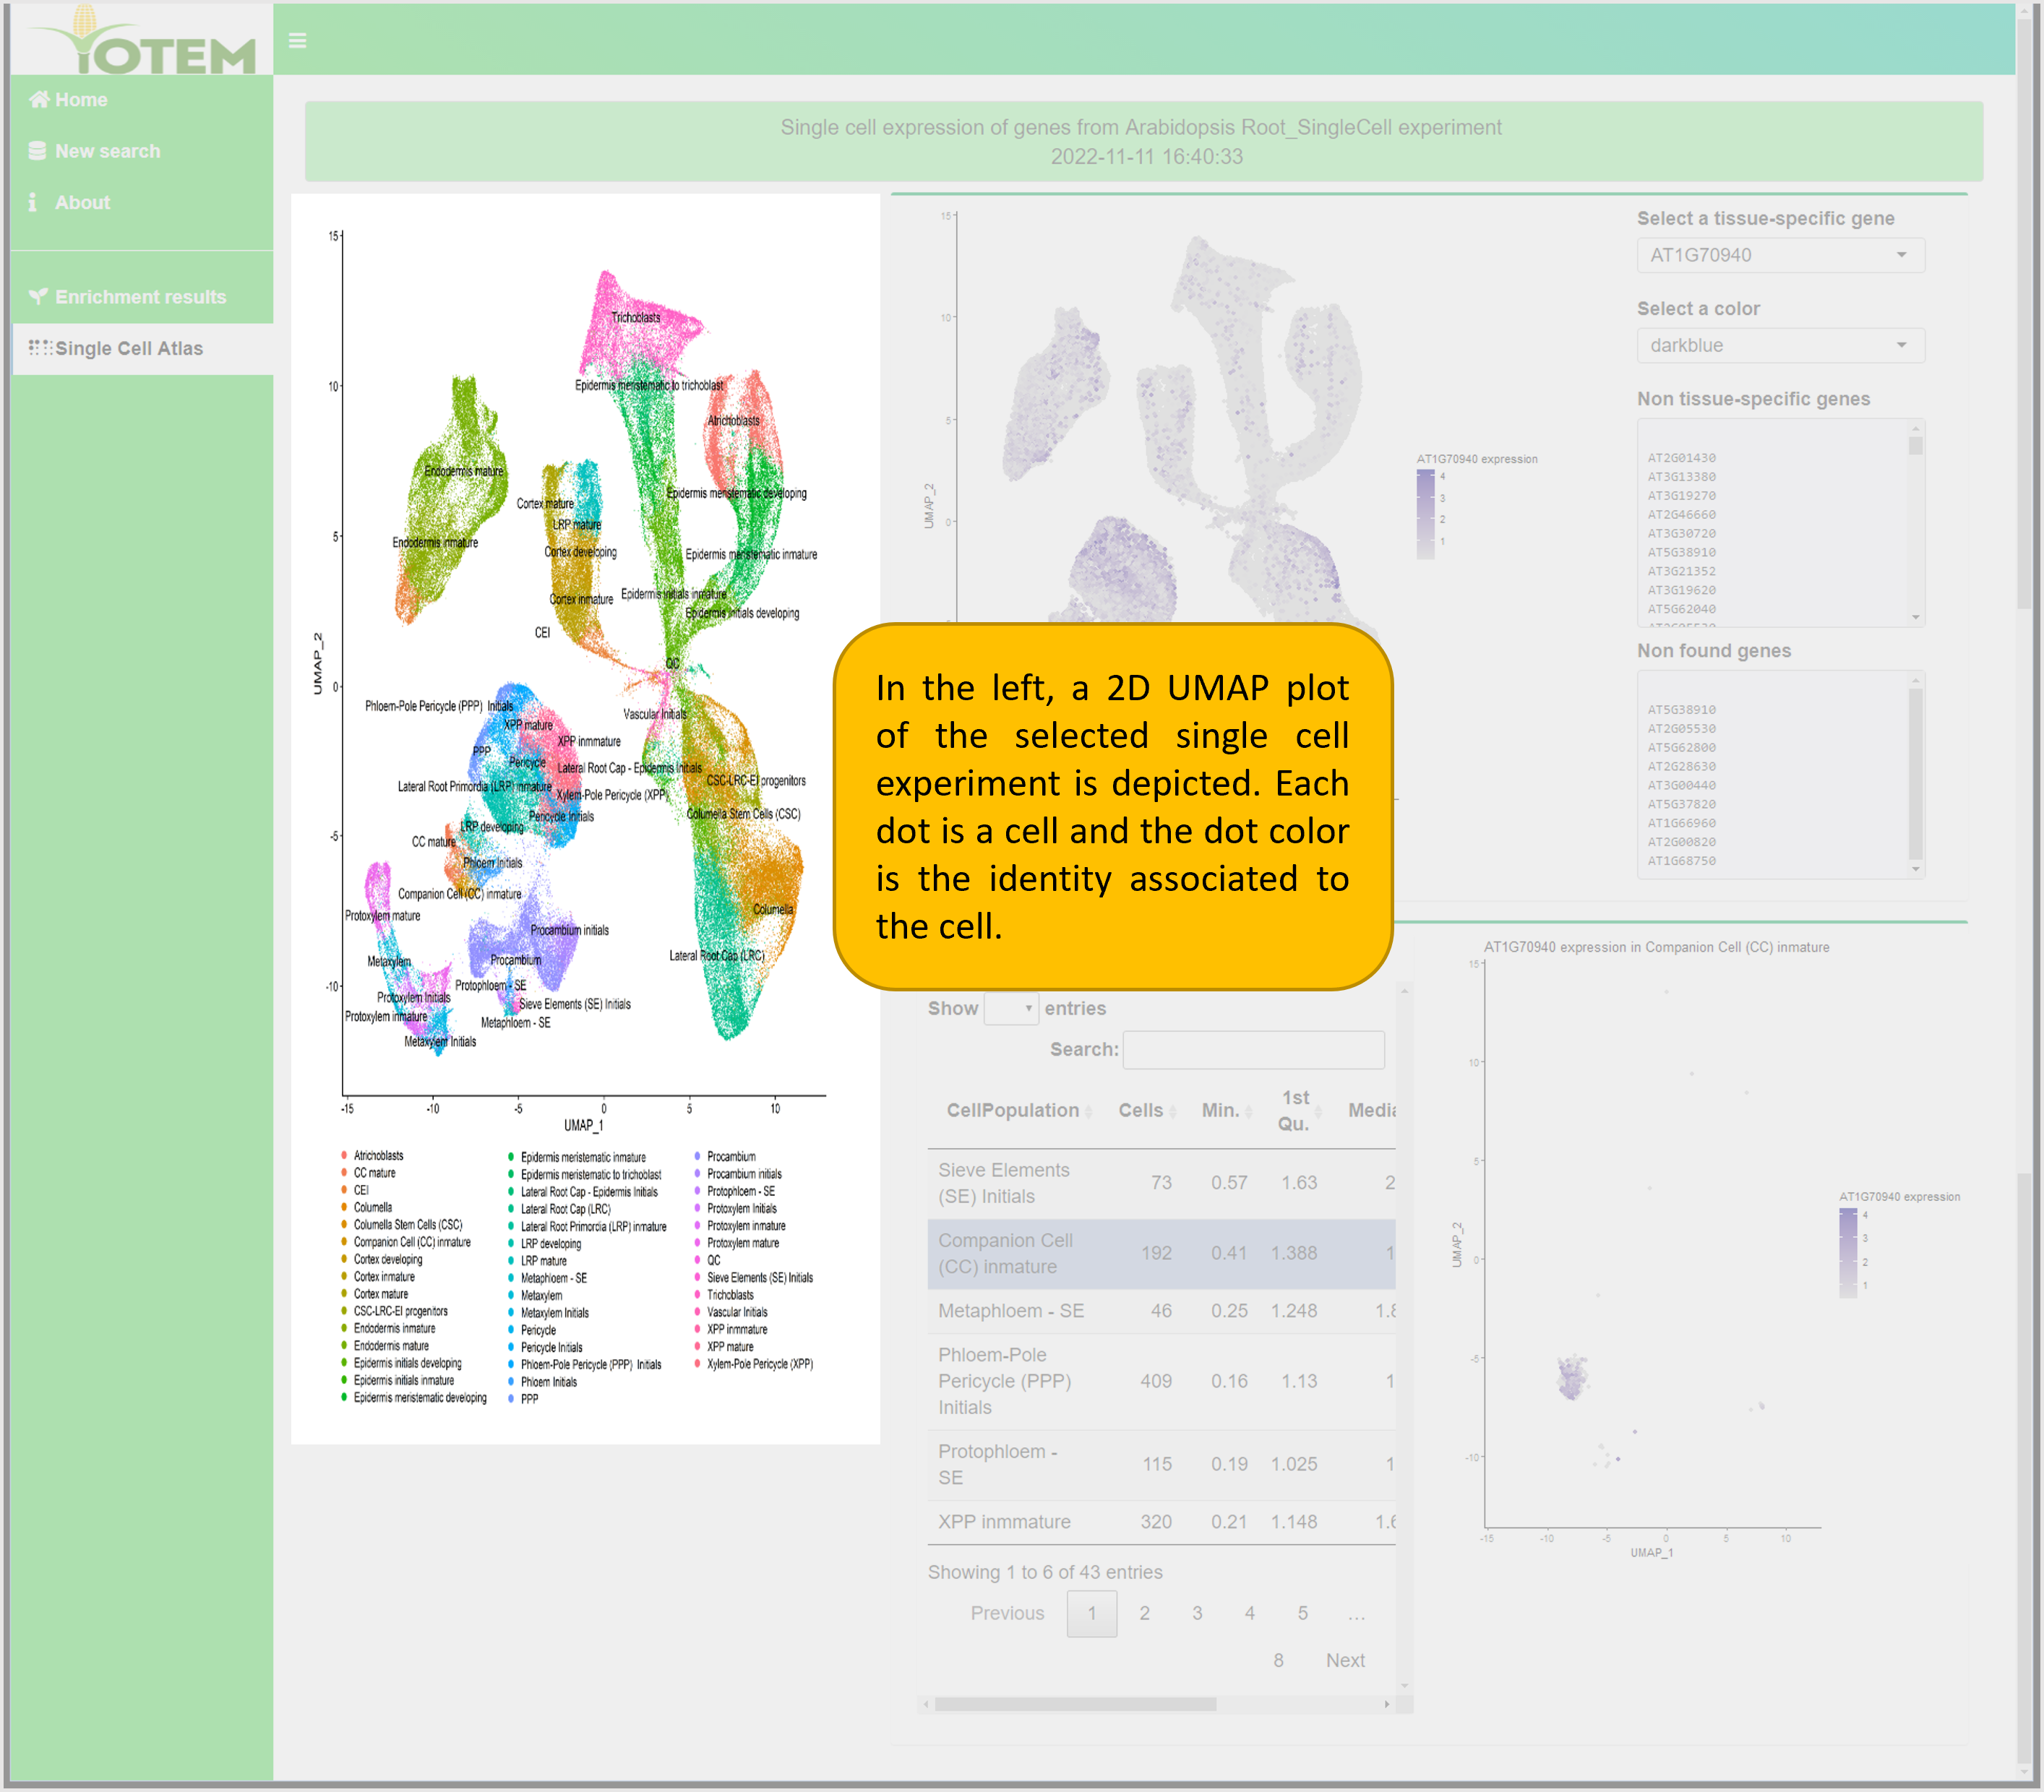 YOTEM
Home
New search
About
Enrichment results
Single Cell Atlas
Single cell expression of genes from Arabidopsis Root_SingleCell experiment
2022-11-11 16:40:33
15
10
5
0
-5
-10
UMAP_2
Trichoblasts
Epidermis meristematic to trichoblast
Atrichoblasts
Endodermis mature
Epidermis meristematic developing
Cortex mature
LRP mature
Endodermis inmature
Cortex developing
Epidermis meristematic inmature
Cortex inmature
Epidermis initials inmature
Epidermis initials developing
CEI
QC
Phloem-Pole Pericycle (PPP) Initials
Vascular Initials
XPP mature
XPP inmmature
PPP
Pericycle
Lateral Root Cap - Epidermis Initials
CSC-LRC-EI progenitors
Lateral Root Primordia (LRP) inmature
Xylem-Pole Pericycle (XPP)
Columella Stem Cells (CSC)
Pericycle Initials
LRP developing
CC mature
Phloem Initials
Companion Cell (CC) inmature
Columella
Protoxylem mature
Procambium initials
Lateral Root Cap (LRC)
Metaxylem
Procambium
Protophloem - SE
Protoxylem Initials
Sieve Elements (SE) Initials
Protoxylem inmature
Metaphloem - SE
Metaxylem Initials
-15 -10 -5 0 5 10
UMAP_1
Atrichoblasts
CC mature
CEI
Columella
Columella Stem Cells (CSC)
Companion Cell (CC) inmature
Cortex developing
Cortex inmature
Cortex mature
CSC-LRC-EI progenitors
Endodermis inmature
Endodermis mature
Epidermis initials developing
Epidermis initials inmature
Epidermis meristematic developing
Epidermis meristematic inmature
Epidermis meristematic to trichoblast
Lateral Root Cap - Epidermis Initials
Lateral Root Cap (LRC)
Lateral Root Primordia (LRP) inmature
LRP developing
LRP mature
Metaphloem - SE
Metaxylem
Metaxylem Initials
Pericycle
Pericycle Initials
Phloem-Pole Pericycle (PPP) Initials
Phloem Initials
PPP
Procambium
Procambium initials
Protophloem - SE
Protoxylem Initials
Protoxylem inmature
Protoxylem mature
QC
Sieve Elements (SE) Initials
Trichoblasts
Vascular Initials
XPP inmmature
XPP mature
Xylem-Pole Pericycle (XPP)
15
10
5
0
UMAP_2
AT1G70940 expression
4
3
2
1
Select a tissue-specific gene
AT1G70940
Select a color
darkblue
Non tissue-specific genes
AT2G01430
AT3G13380
AT3G19270
AT2G46660
AT3G30720
AT5G38910
AT3G21352
AT3G19620
AT5G62040
Non found genes
AT5G38910
AT2G05530
AT5G62800
AT2G28630
AT3G00440
AT5G37820
AT1G66960
AT2G00820
AT1G68750
In the left, a 2D UMAP plot
of the selected single cell
experiment is depicted. Each
dot is a cell and the dot color
is the identity associated to
the cell.
Show entries
Search:
CellPopulation Cells Min. 1st Qu. Media
Sieve Elements (SE) Initials 73 0.57 1.63 2
Companion Cell (CC) inmature 192 0.41 1.388 1
Metaphloem - SE 46 0.25 1.248 1.8
Phloem-Pole Pericycle (PPP) Initials 409 0.16 1.13 1
Protophloem - SE 115 0.19 1.025 1
XPP inmmature 320 0.21 1.148 1.6
Showing 1 to 6 of 43 entries
Previous 1 2 3 4 5 …
8 Next
AT1G70940 expression in Companion Cell (CC) inmature
15
10
5
0
-5
-10
UMAP_2
-15 -10 -5 0 5 10
UMAP_1
AT1G70940 expression
4
3
2
1